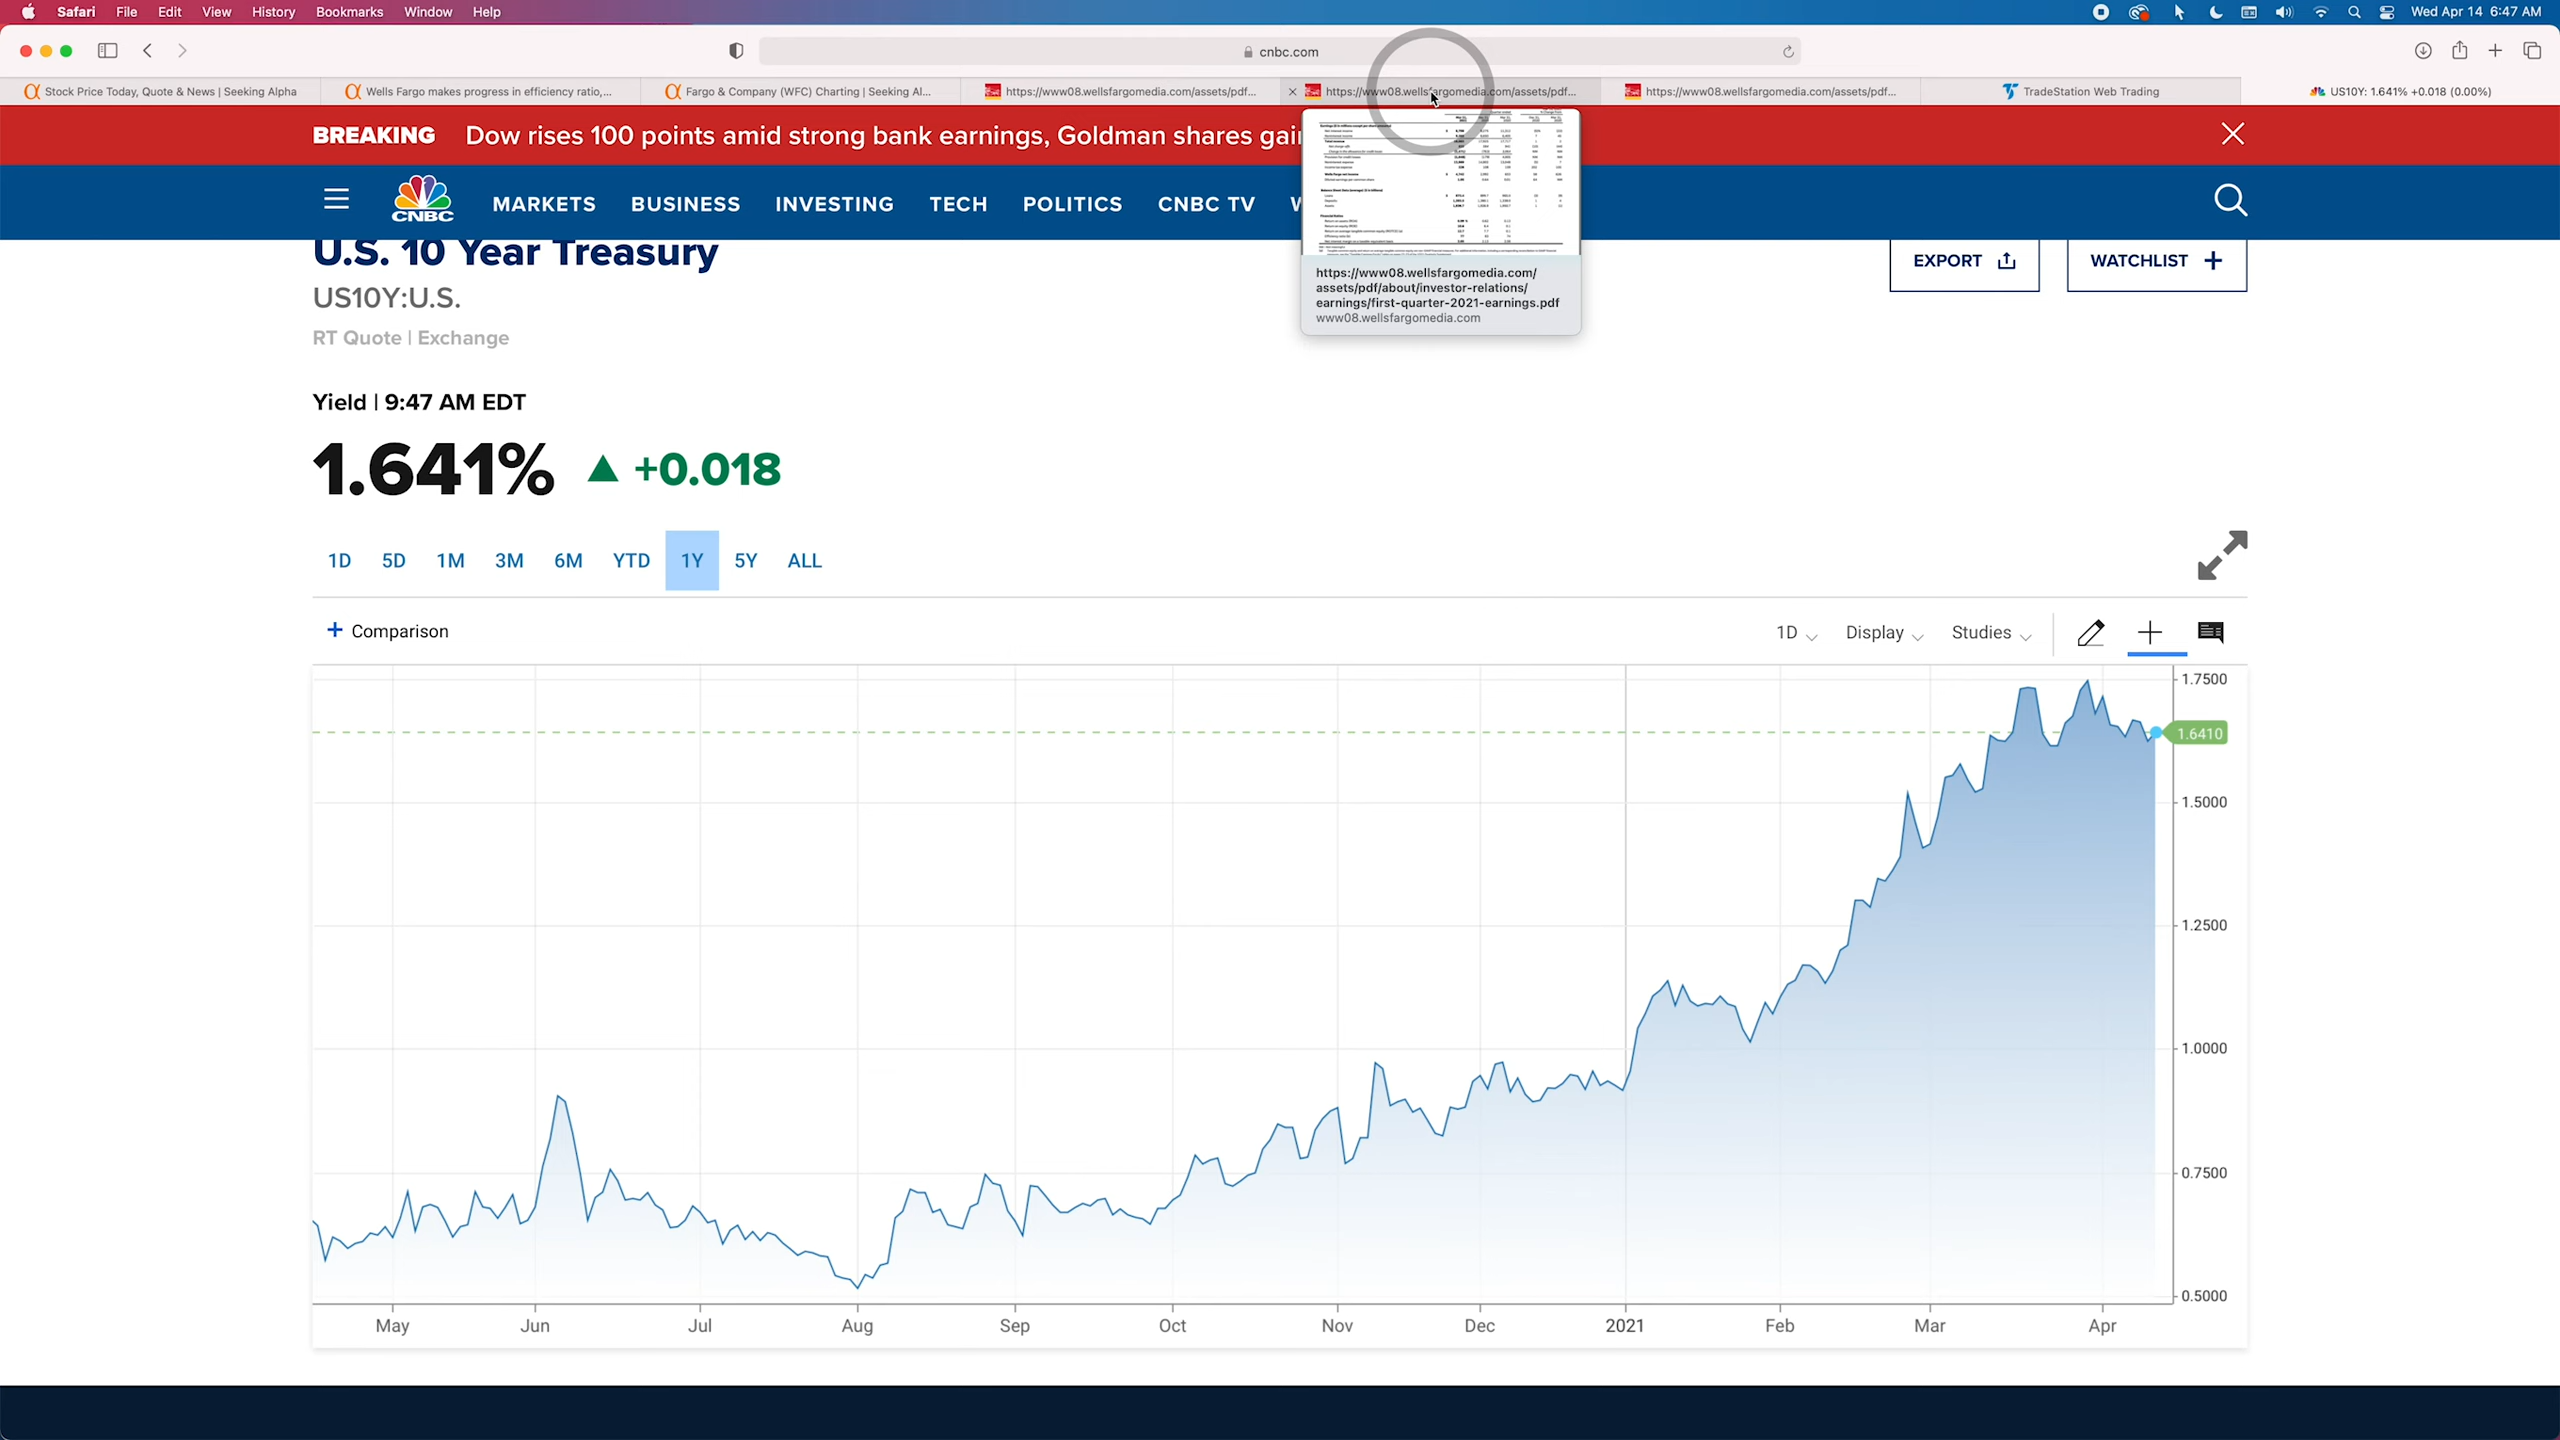 Safari File Edit View History Bookmarks Window Help
Wed Apr 14 6:47 AM
cnbc.com
Stock Price Today, Quote & News | Seeking Alpha
Wells Fargo makes progress in efficiency ratio,...
Fargo & Company (WFC) Charting | Seeking Al...
https://www08.wellsfargomedia.com/assets/pdf...
https://www08.wellsfargomedia.com/assets/pdf...
https://www08.wellsfargomedia.com/assets/pdf...
TradeStation Web Trading
US10Y: 1.641% +0.018 (0.00%)
BREAKING Dow rises 100 points amid strong bank earnings, Goldman shares gai
CNBC MARKETS BUSINESS INVESTING TECH POLITICS CNBC TV
https://www08.wellsfargomedia.com/
assets/pdf/about/investor-relations/
earnings/first-quarter-2021-earnings.pdf
www08.wellsfargomedia.com
U.S. 10 Year Treasury
EXPORT
WATCHLIST +
US10Y:U.S.
RT Quote | Exchange
Yield | 9:47 AM EDT
1.641% +0.018
1D 5D 1M 3M 6M YTD 1Y 5Y ALL
+ Comparison
1D Display Studies
1.7500
1.6410
1.5000
1.2500
1.0000
0.7500
0.5000
May Jun Jul Aug Sep Oct Nov Dec 2021 Feb Mar Apr